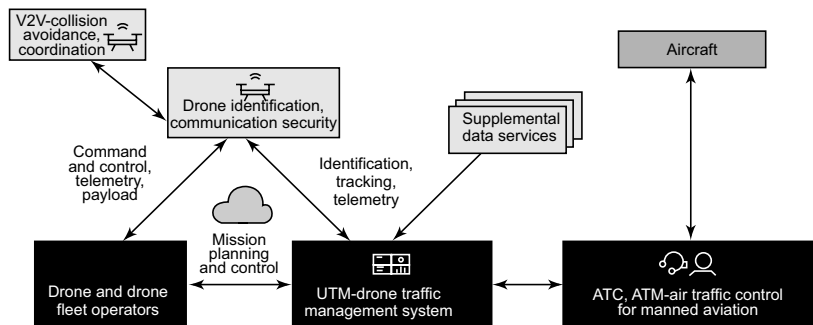 V2V-collision
avoidance,
coordination
Aircraft
Drone identification,
communication security
Supplemental
data services
Command
and control,
telemetry,
payload
Identification,
tracking,
telemetry
Mission
planning
and control
Drone and drone
fleet operators
UTM-drone traffic
management system
ATC, ATM-air traffic control
for manned aviation